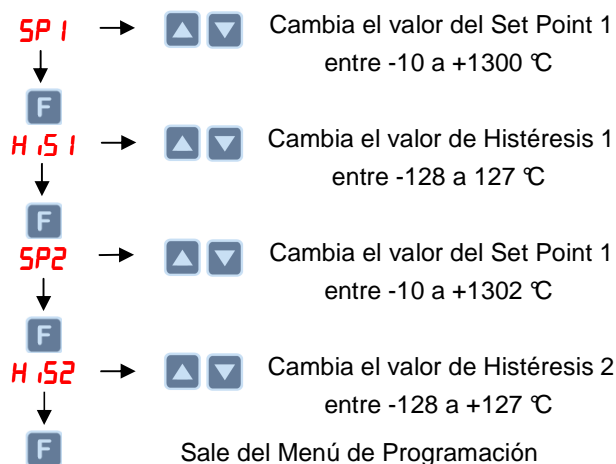 SP1 Cambia el valor del Set Point 1
entre -10 a +1300 °C
F
HiS1 Cambia el valor de Histéresis 1
entre -128 a 127 °C
F
SP2 Cambia el valor del Set Point 1
entre -10 a +1302 °C
F
HiS2 Cambia el valor de Histéresis 2
entre -128 a +127 °C
F Sale del Menú de Programación